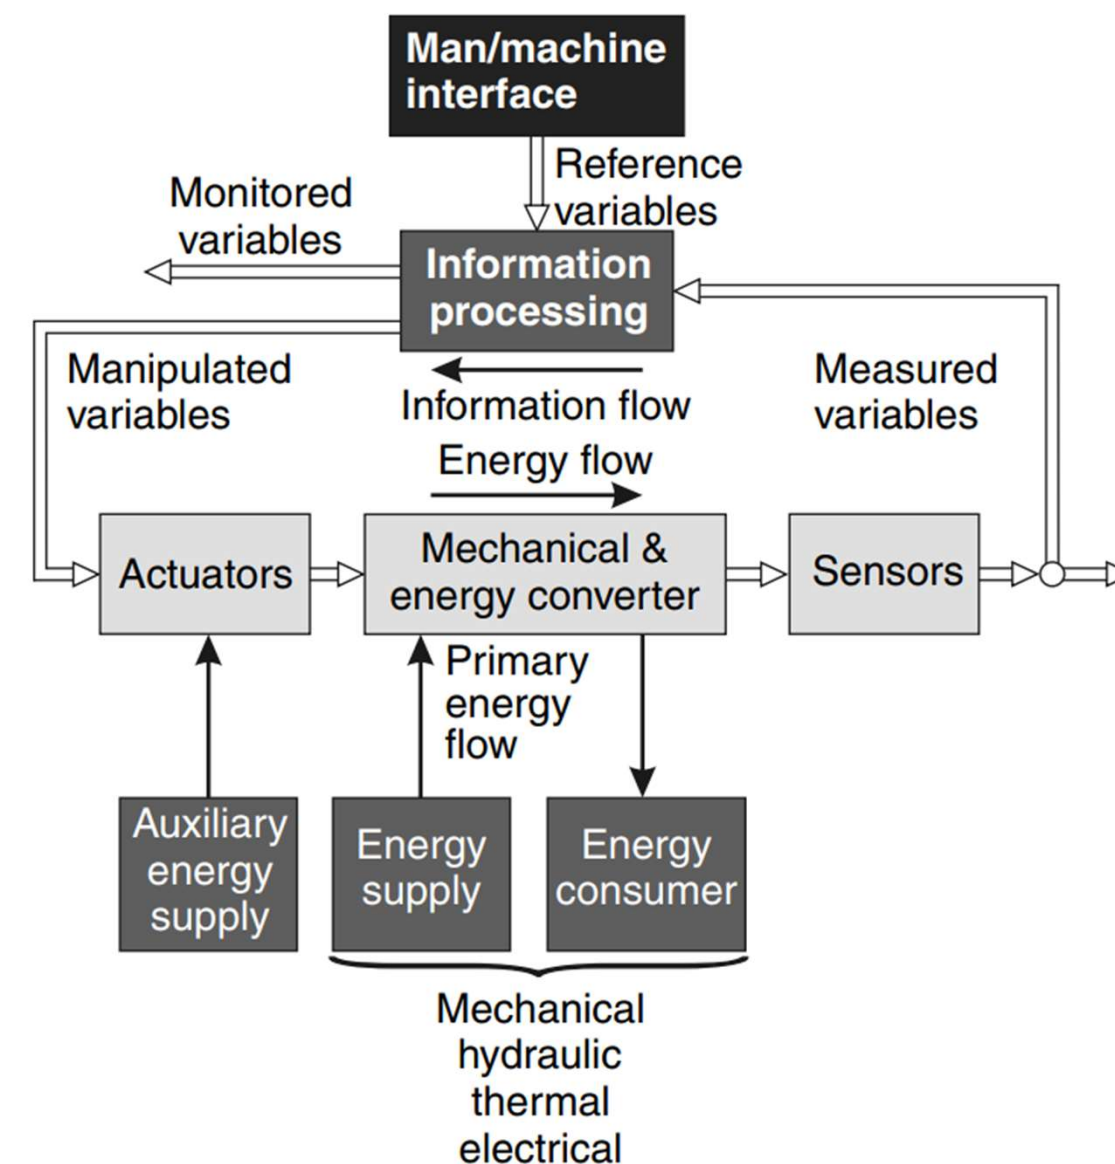 Man/machine
interface
Reference
variables
Monitored
variables
Information
processing
Manipulated
variables
Measured
variables
Information flow
Energy flow
Actuators
Mechanical &
energy converter
Sensors
Primary
energy
flow
Auxiliary
energy
supply
Energy
supply
Energy
consumer
Mechanical
hydraulic
thermal
electrical